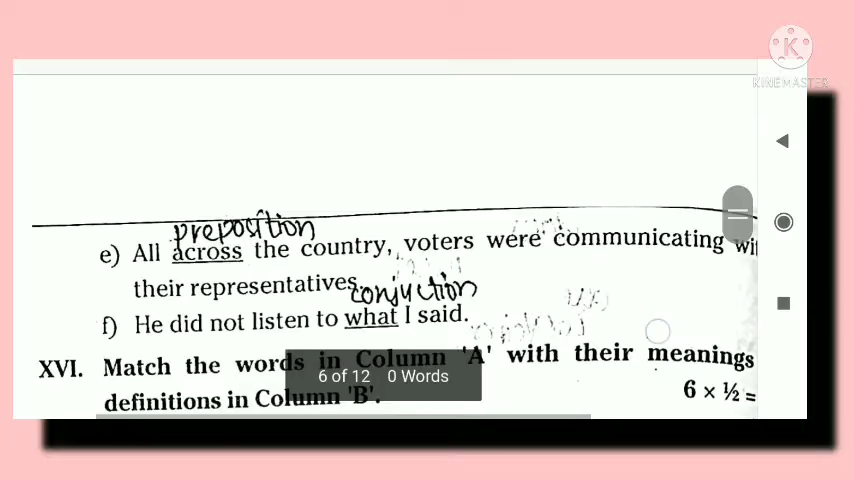 KINEMASTER
preposition
e) All across the country, voters were communicating wi
their representatives.
conjuction
f) He did not listen to what I said.
XVI. Match the words in Column 'A' with their meanings
definitions in Column 'B'.
6 × ½ =
6 of 12 0 Words